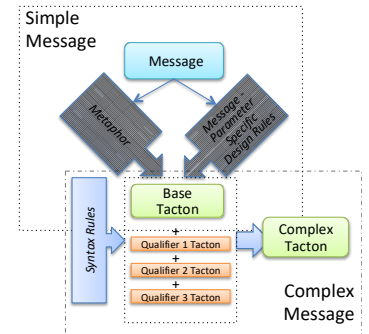 Simple
Message
Message
Metaphor
Message -
Parameter
Specific
Design Rules
Base
Tacton
Syntax Rules
+
Qualifier 1 Tacton
+
Qualifier 2 Tacton
+
Qualifier 3 Tacton
Complex
Tacton
Complex
Message